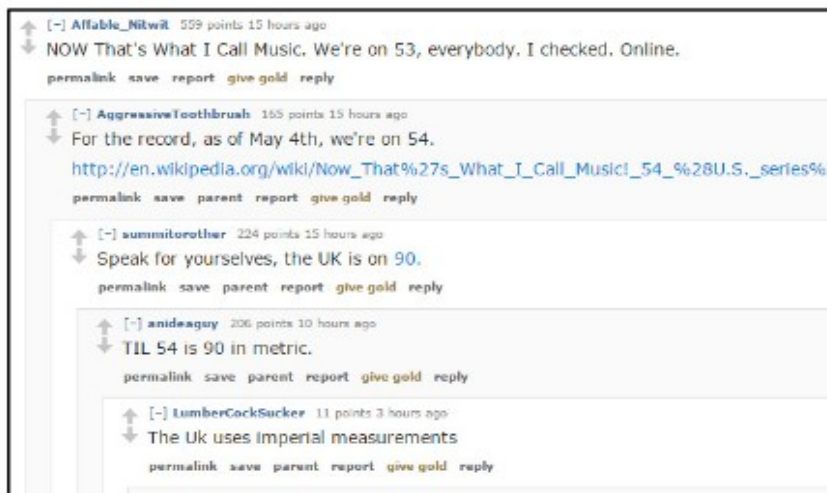 [-] Affable_Nitwit 559 points 15 hours ago
NOW That's What I Call Music. We're on 53, everybody. I checked. Online.
permalink save report give gold reply
[-] AggressiveToothbrush 165 points 15 hours ago
For the record, as of May 4th, we're on 54.
http://en.wikipedia.org/wiki/Now_That%27s_What_I_Call_Music!_54_%28U.S._series%
permalink save parent report give gold reply
[-] summitorother 224 points 15 hours ago
Speak for yourselves, the UK is on 90.
permalink save parent report give gold reply
[-] anideaguy 206 points 10 hours ago
TIL 54 is 90 in metric.
permalink save parent report give gold reply
[-] LumberCockSucker 11 points 3 hours ago
The Uk uses imperial measurements
permalink save parent report give gold reply